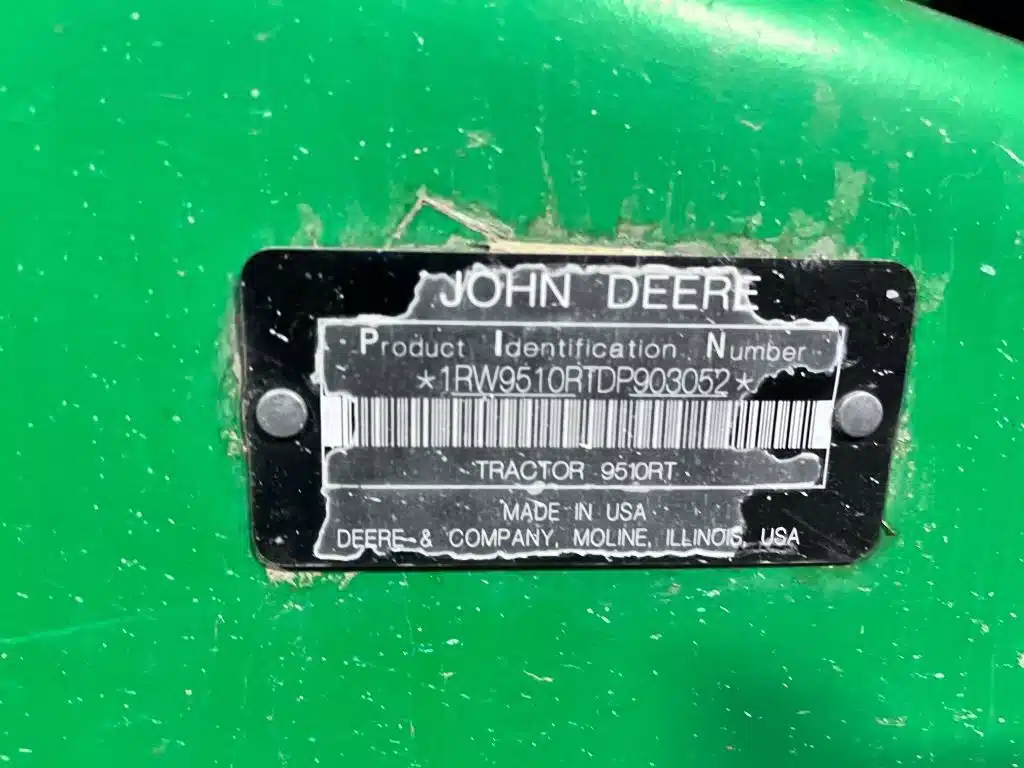 JOHN DEERE
Product Identification Number
*1RW9510RTDP903052*
TRACTOR 9510RT
MADE IN USA
DEERE & COMPANY, MOLINE, ILLINOIS, USA